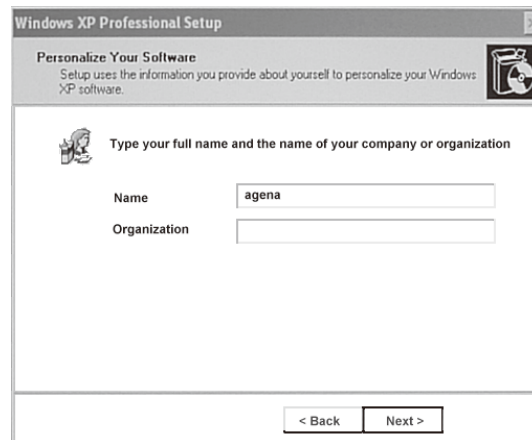 Windows XP Professional Setup
Personalize Your Software
Setup uses the information you provide about yourself to personalize your Windows
XP software.
Type your full name and the name of your company or organization
Name
agena
Organization
< Back
Next >